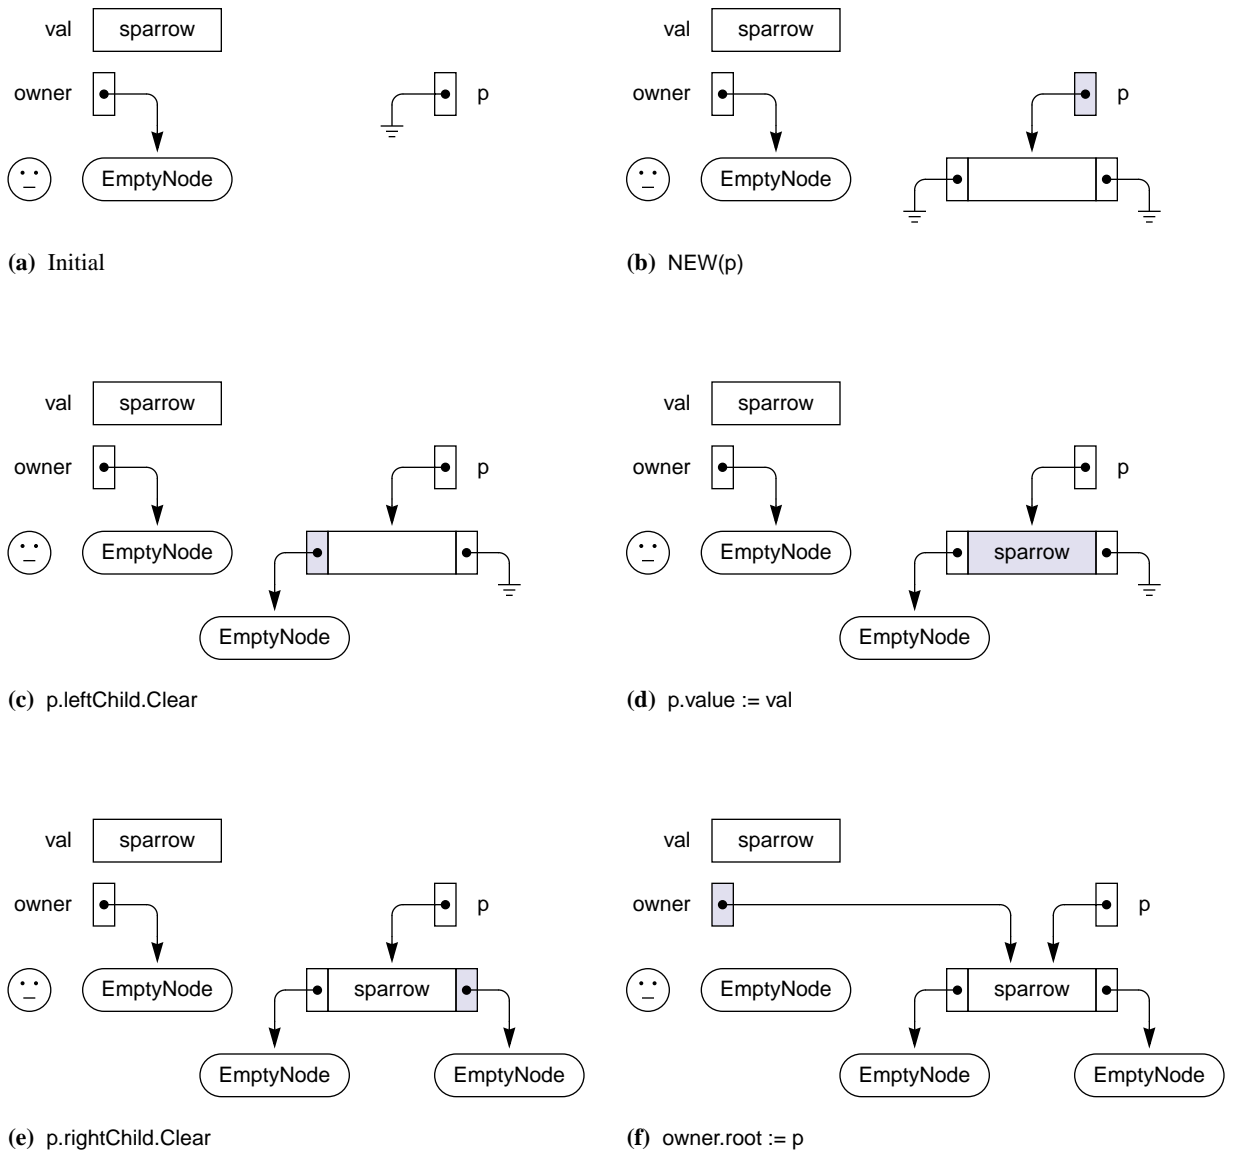 val sparrow
owner p
EmptyNode
(a) Initial
val sparrow
owner p
EmptyNode
(b) NEW(p)
val sparrow
owner p
EmptyNode
EmptyNode
(c) p.leftChild.Clear
val sparrow
owner p
EmptyNode sparrow
EmptyNode
(d) p.value := val
val sparrow
owner p
EmptyNode sparrow
EmptyNode EmptyNode
(e) p.rightChild.Clear
val sparrow
owner p
EmptyNode sparrow
EmptyNode EmptyNode
(f) owner.root := p